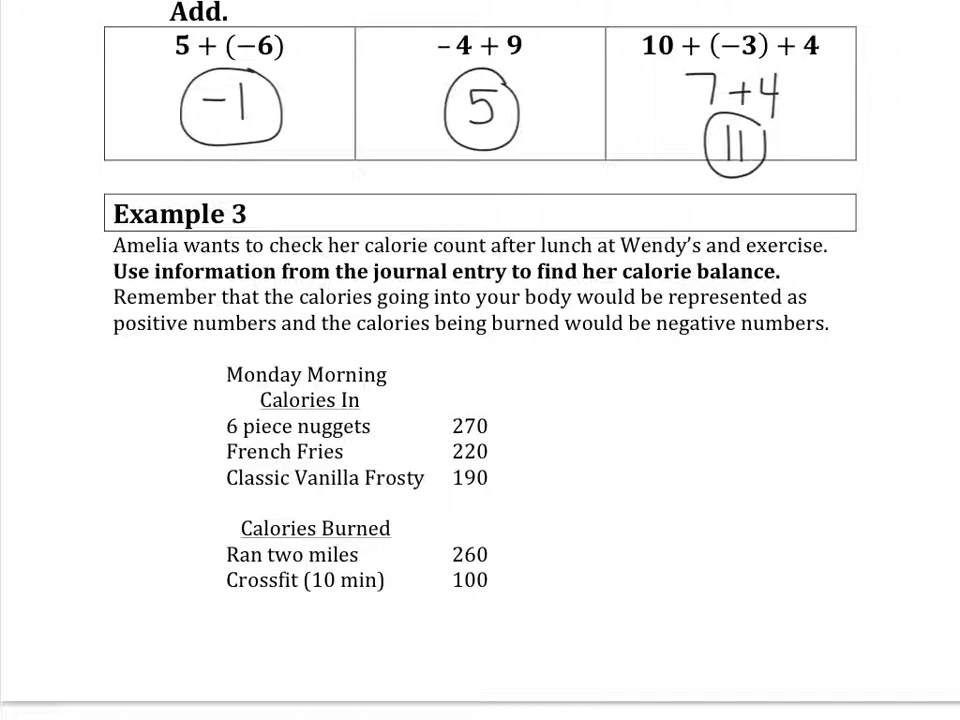 Add.
5 + (−6) – 4 + 9 10 + (−3) + 4
-1 5 7+4
11
Example 3
Amelia wants to check her calorie count after lunch at Wendy's and exercise.
Use information from the journal entry to find her calorie balance.
Remember that the calories going into your body would be represented as
positive numbers and the calories being burned would be negative numbers.
Monday Morning
Calories In
6 piece nuggets 270
French Fries 220
Classic Vanilla Frosty 190
Calories Burned
Ran two miles 260
Crossfit (10 min) 100